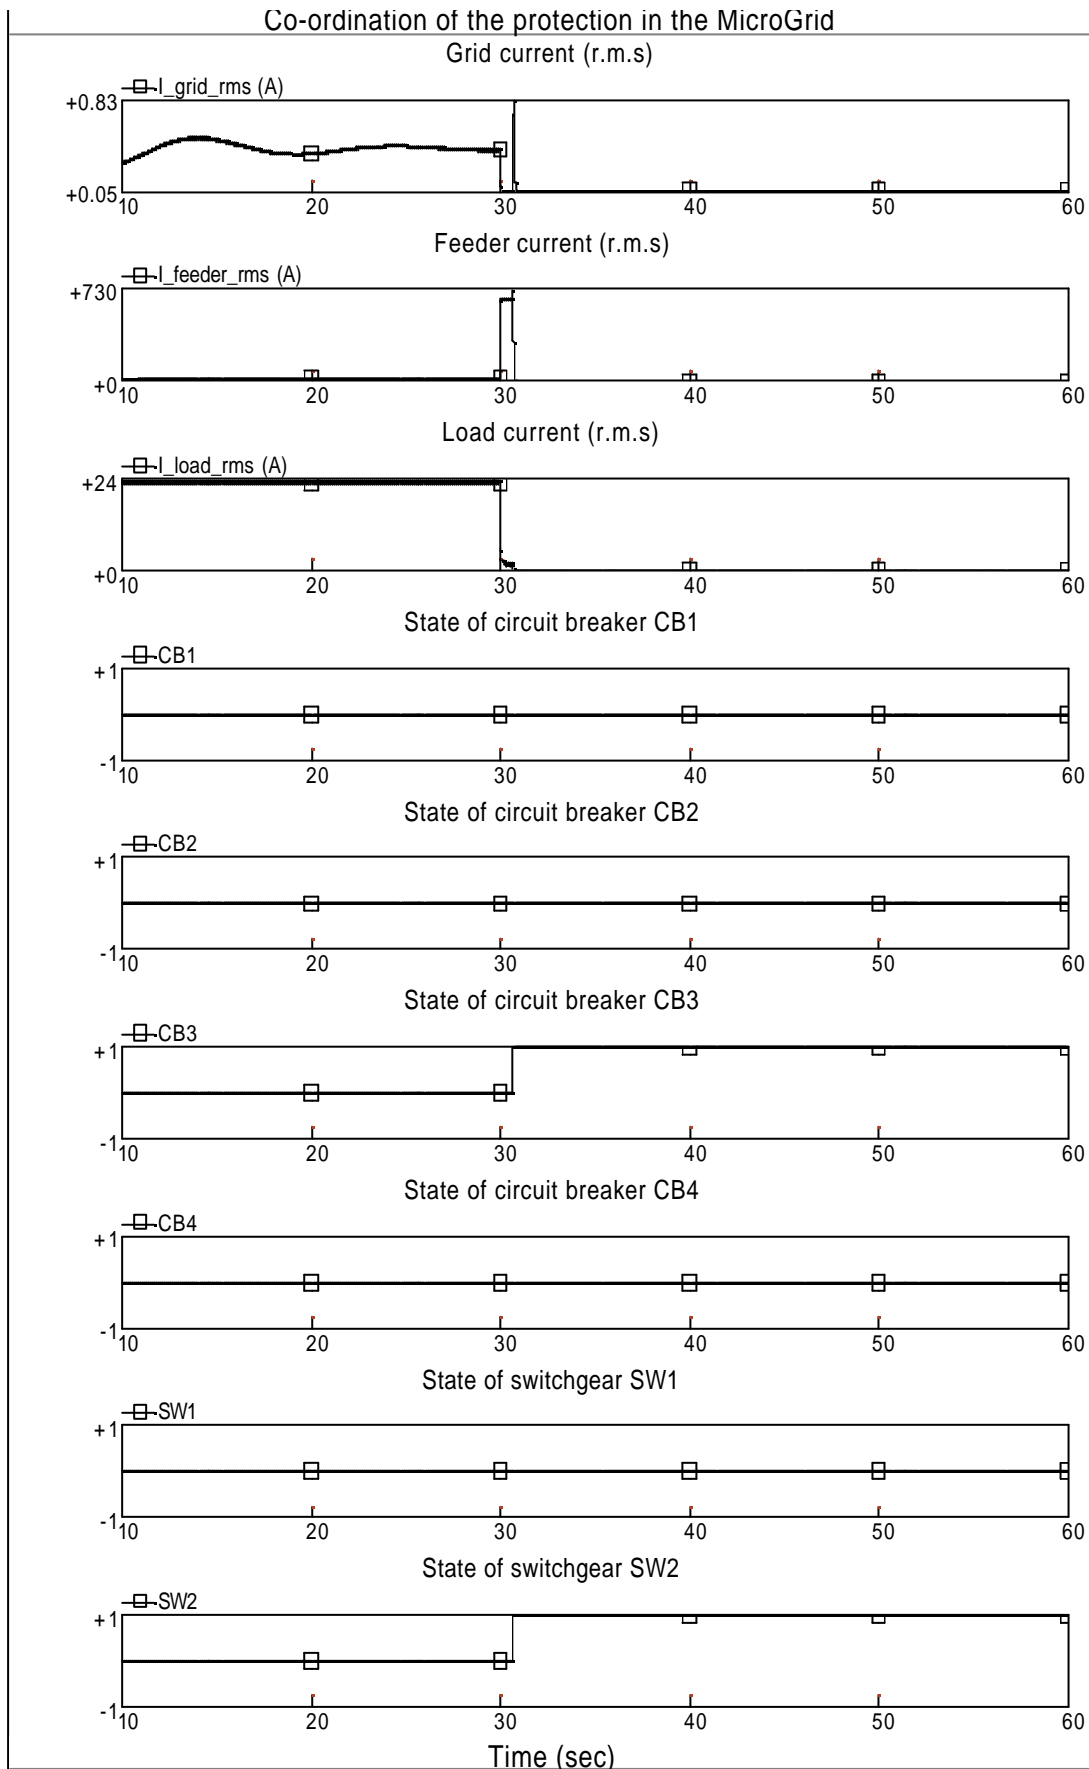 Co-ordination of the protection in the MicroGrid
Grid current (r.m.s)
I_grid_rms (A)
+0.83
+0.05
10 20 30 40 50 60
Feeder current (r.m.s)
I_feeder_rms (A)
+730
+0
10 20 30 40 50 60
Load current (r.m.s)
I_load_rms (A)
+24
+0
10 20 30 40 50 60
State of circuit breaker CB1
CB1
+1
-1
10 20 30 40 50 60
State of circuit breaker CB2
CB2
+1
-1
10 20 30 40 50 60
State of circuit breaker CB3
CB3
+1
-1
10 20 30 40 50 60
State of circuit breaker CB4
CB4
+1
-1
10 20 30 40 50 60
State of switchgear SW1
SW1
+1
-1
10 20 30 40 50 60
State of switchgear SW2
SW2
+1
-1
10 20 30 40 50 60
Time (sec)